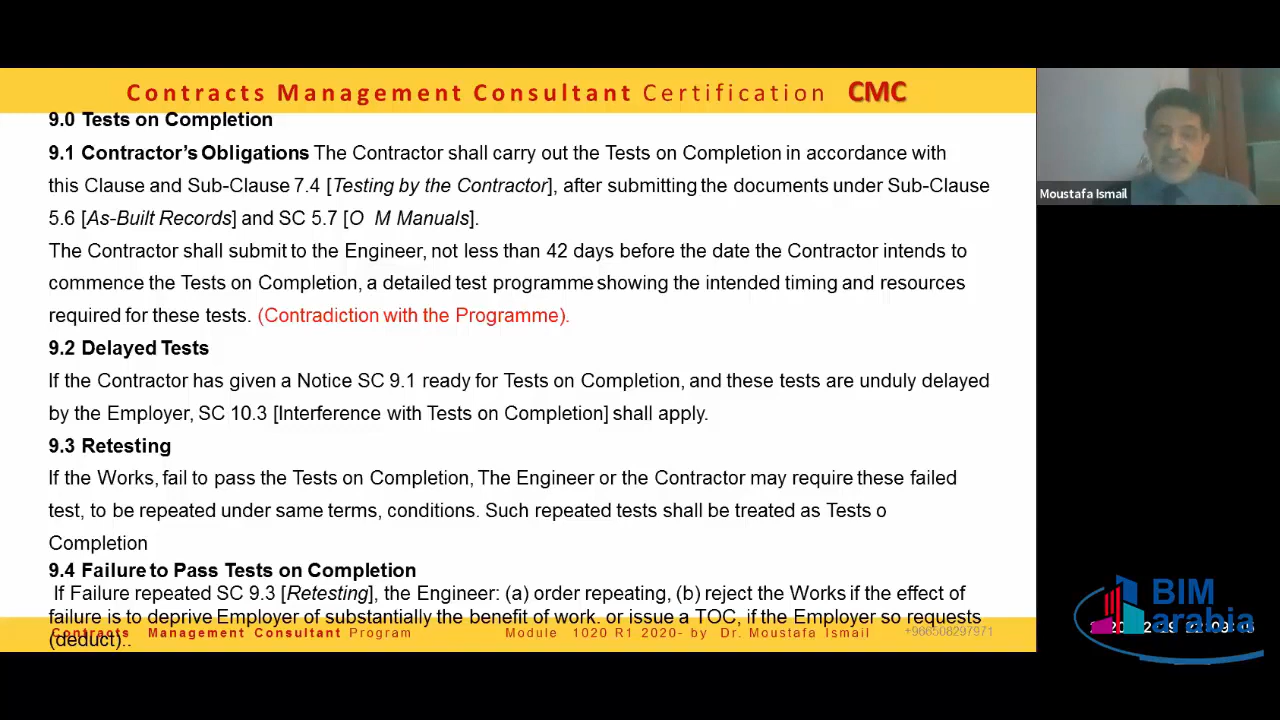 Contracts Management Consultant Certification CMC
9.0 Tests on Completion
9.1 Contractor's Obligations The Contractor shall carry out the Tests on Completion in accordance with
this Clause and Sub-Clause 7.4 [Testing by the Contractor], after submitting the documents under Sub-Clause
5.6 [As-Built Records] and SC 5.7 [O M Manuals].
The Contractor shall submit to the Engineer, not less than 42 days before the date the Contractor intends to
commence the Tests on Completion, a detailed test programme showing the intended timing and resources
required for these tests. (Contradiction with the Programme).
9.2 Delayed Tests
If the Contractor has given a Notice SC 9.1 ready for Tests on Completion, and these tests are unduly delayed
by the Employer, SC 10.3 [Interference with Tests on Completion] shall apply.
9.3 Retesting
If the Works, fail to pass the Tests on Completion, The Engineer or the Contractor may require these failed
test, to be repeated under same terms, conditions. Such repeated tests shall be treated as Tests o
Completion
9.4 Failure to Pass Tests on Completion
If Failure repeated SC 9.3 [Retesting], the Engineer: (a) order repeating, (b) reject the Works if the effect of
failure is to deprive Employer of substantially the benefit of work. or issue a TOC, if the Employer so requests
(deduct)..
Contracts Management Consultant Program Module 1020 R1 2020- by Dr. Moustafa Ismail +966508297971
Moustafa Ismail
BIM
arabia